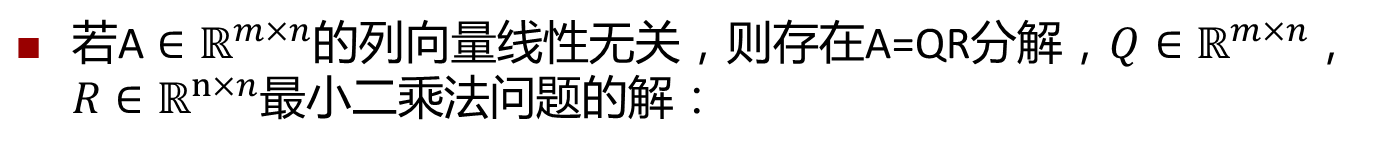 ▪ 若A ∈ ℝ^{m×n}的列向量线性无关，则存在A=QR分解，Q ∈ ℝ^{m×n}，
R ∈ ℝ^{n×n}最小二乘法问题的解：